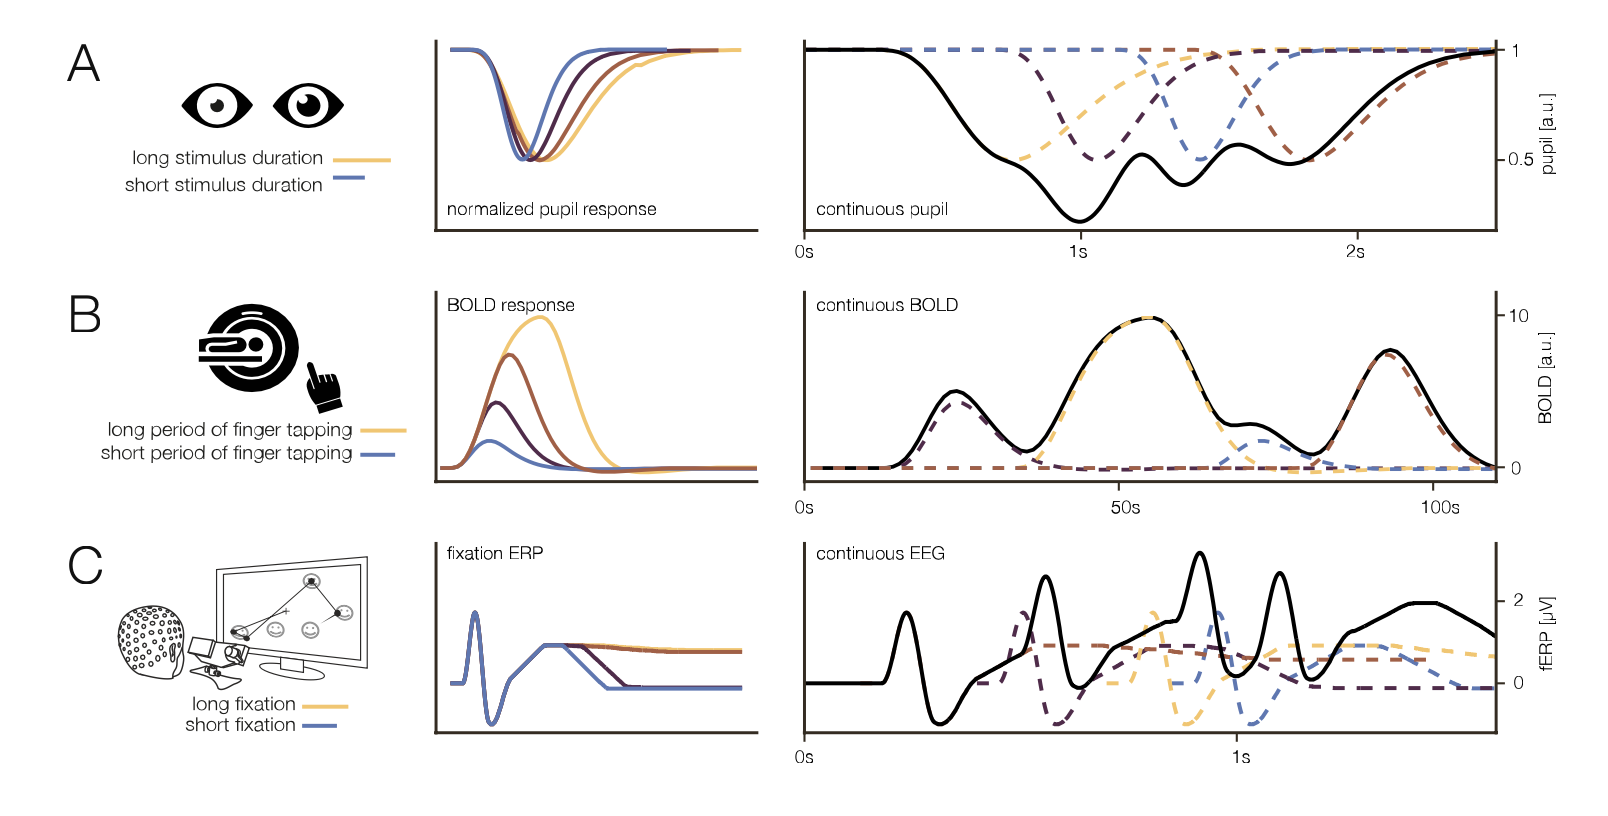 A
long stimulus duration
short stimulus duration
normalized pupil response
continuous pupil
1
0.5
pupil [a.u.]
0s
1s
2s
B
long period of finger tapping
short period of finger tapping
BOLD response
continuous BOLD
10
0
BOLD [a.u.]
0s
50s
100s
C
long fixation
short fixation
fixation ERP
continuous EEG
2
0
fERP [µV]
0s
1s